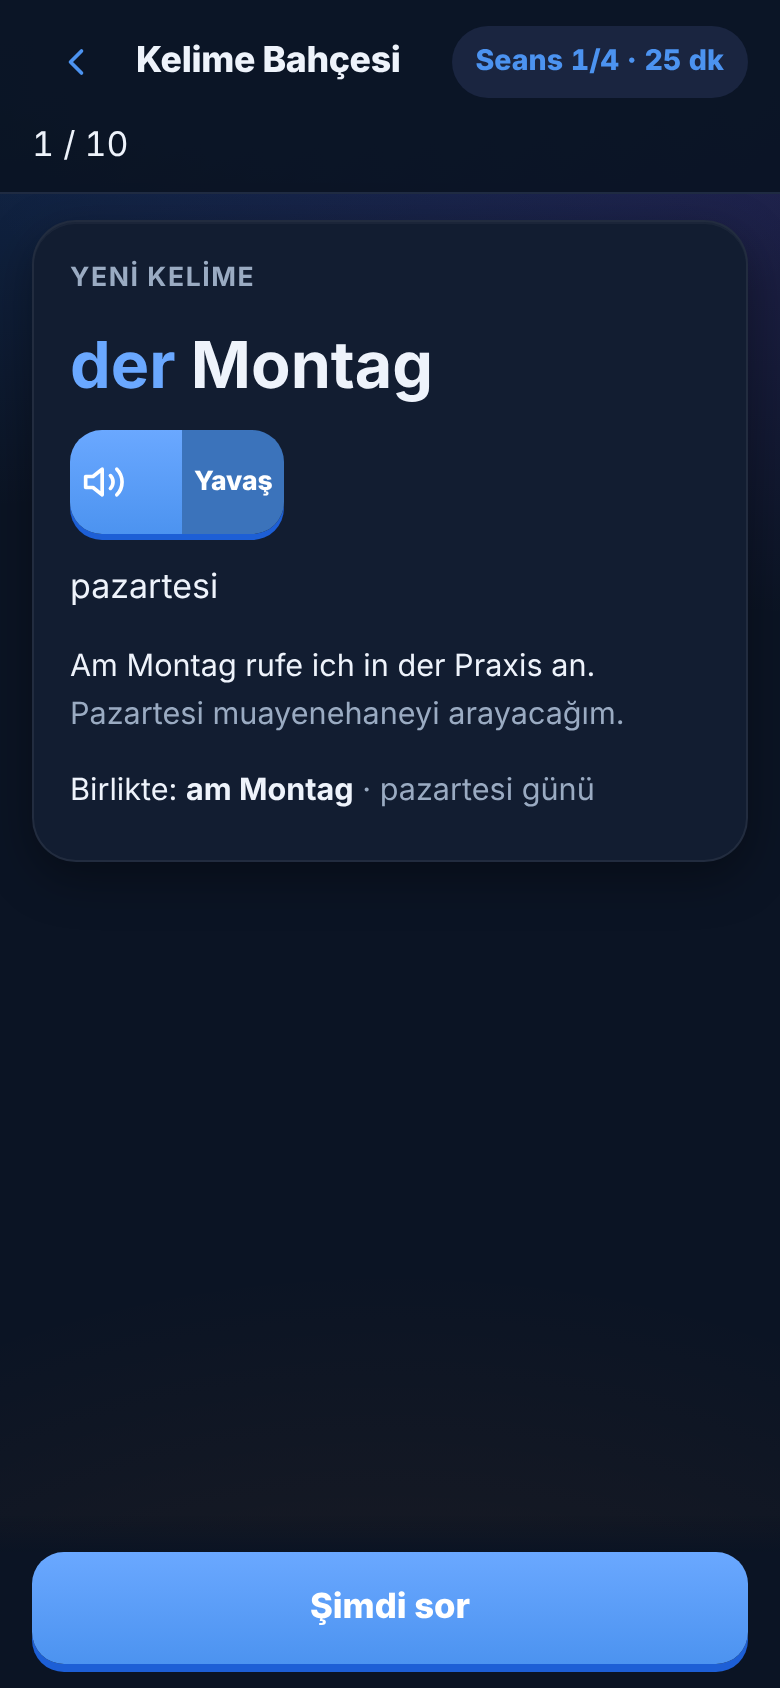 Kelime Bahçesi
Seans 1/4 · 25 dk
1 / 10
YENİ KELİME
der Montag
Yavaş
pazartesi
Am Montag rufe ich in der Praxis an.
Pazartesi muayenehaneyi arayacağım.
Birlikte: am Montag · pazartesi günü
Şimdi sor